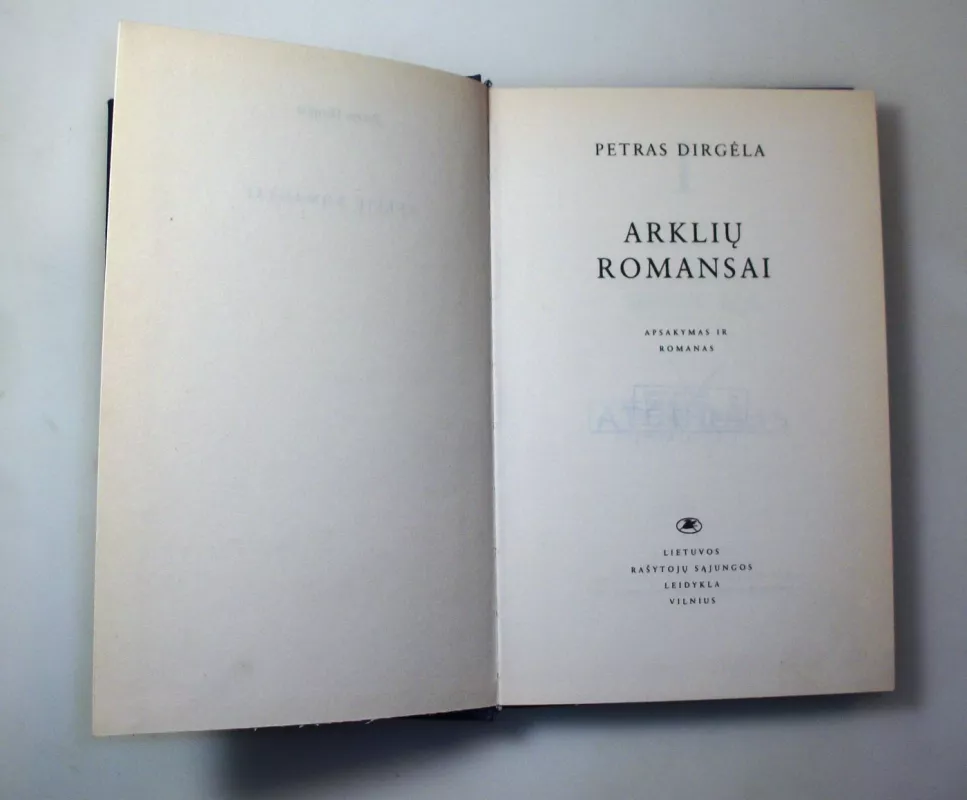 PETRAS DIRGĖLA
ARKLIŲ
ROMANSAI
APSAKYMAS IR
ROMANAS
LIETUVOS
RAŠYTOJŲ SĄJUNGOS
LEIDYKLA
VILNIUS